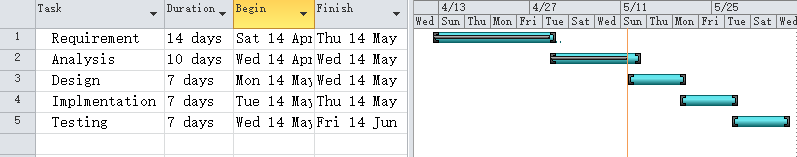 Task Duration Begin Finish 4/13 4/27 5/11 5/25
Wed Sun Thu Mon Fri Tue Sat Wed Sun Thu Mon Fri Tue Sat Wed
1 Requirement 14 days Sat 14 Apr Thu 14 May
2 Analysis 10 days Wed 14 Apr Wed 14 May
3 Design 7 days Mon 14 May Wed 14 May
4 Implmentation 7 days Tue 14 May Thu 14 May
5 Testing 7 days Wed 14 May Fri 14 Jun